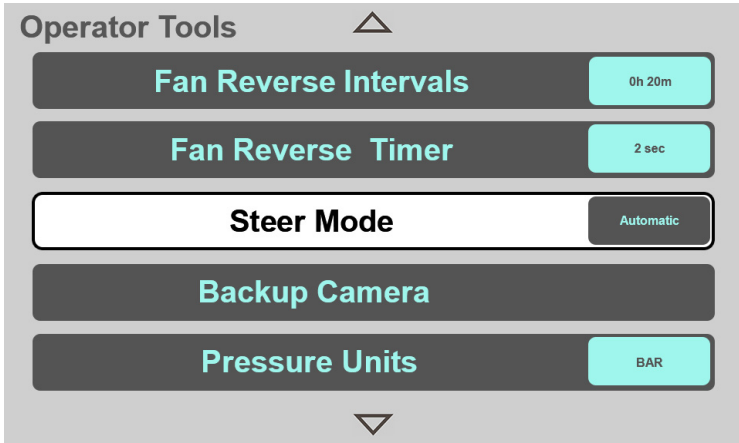 Operator Tools
Fan Reverse Intervals 0h 20m
Fan Reverse Timer 2 sec
Steer Mode Automatic
Backup Camera
Pressure Units BAR